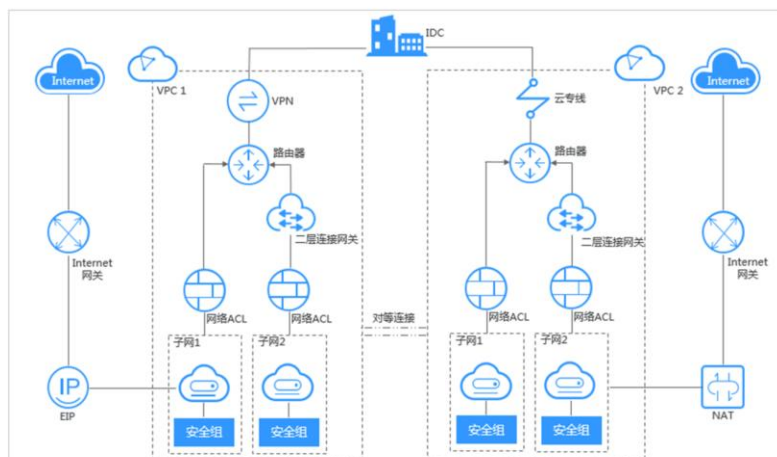 IDC
Internet
VPC 1
VPC 2
Internet
VPN
云专线
路由器
路由器
二层连接网关
二层连接网关
Internet
网关
Internet
网关
网络ACL
网络ACL
对等连接
网络ACL
网络ACL
子网1
子网2
子网1
子网2
IP
EIP
NAT
安全组
安全组
安全组
安全组